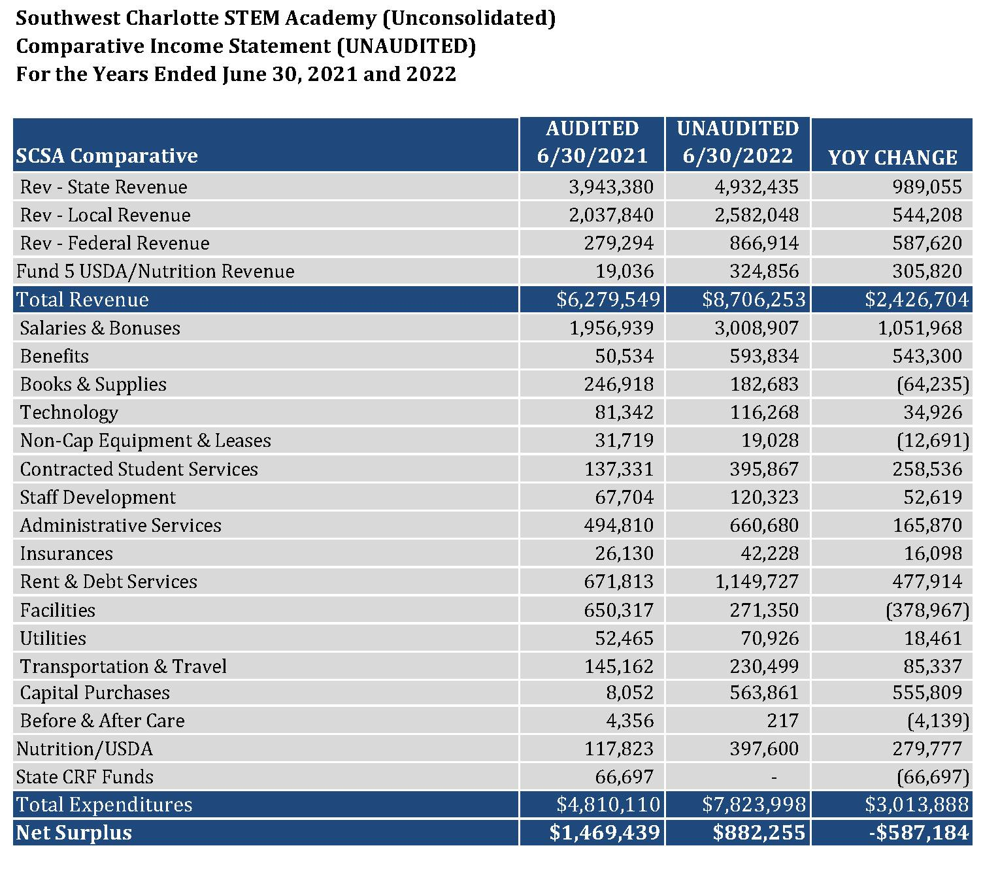 Southwest Charlotte STEM Academy (Unconsolidated)
Comparative Income Statement (UNAUDITED)
For the Years Ended June 30, 2021 and 2022
SCSA Comparative AUDITED 6/30/2021 UNAUDITED 6/30/2022 YOY CHANGE
Rev - State Revenue 3,943,380 4,932,435 989,055
Rev - Local Revenue 2,037,840 2,582,048 544,208
Rev - Federal Revenue 279,294 866,914 587,620
Fund 5 USDA/Nutrition Revenue 19,036 324,856 305,820
Total Revenue $6,279,549 $8,706,253 $2,426,704
Salaries & Bonuses 1,956,939 3,008,907 1,051,968
Benefits 50,534 593,834 543,300
Books & Supplies 246,918 182,683 (64,235)
Technology 81,342 116,268 34,926
Non-Cap Equipment & Leases 31,719 19,028 (12,691)
Contracted Student Services 137,331 395,867 258,536
Staff Development 67,704 120,323 52,619
Administrative Services 494,810 660,680 165,870
Insurances 26,130 42,228 16,098
Rent & Debt Services 671,813 1,149,727 477,914
Facilities 650,317 271,350 (378,967)
Utilities 52,465 70,926 18,461
Transportation & Travel 145,162 230,499 85,337
Capital Purchases 8,052 563,861 555,809
Before & After Care 4,356 217 (4,139)
Nutrition/USDA 117,823 397,600 279,777
State CRF Funds 66,697 - (66,697)
Total Expenditures $4,810,110 $7,823,998 $3,013,888
Net Surplus $1,469,439 $882,255 -$587,184